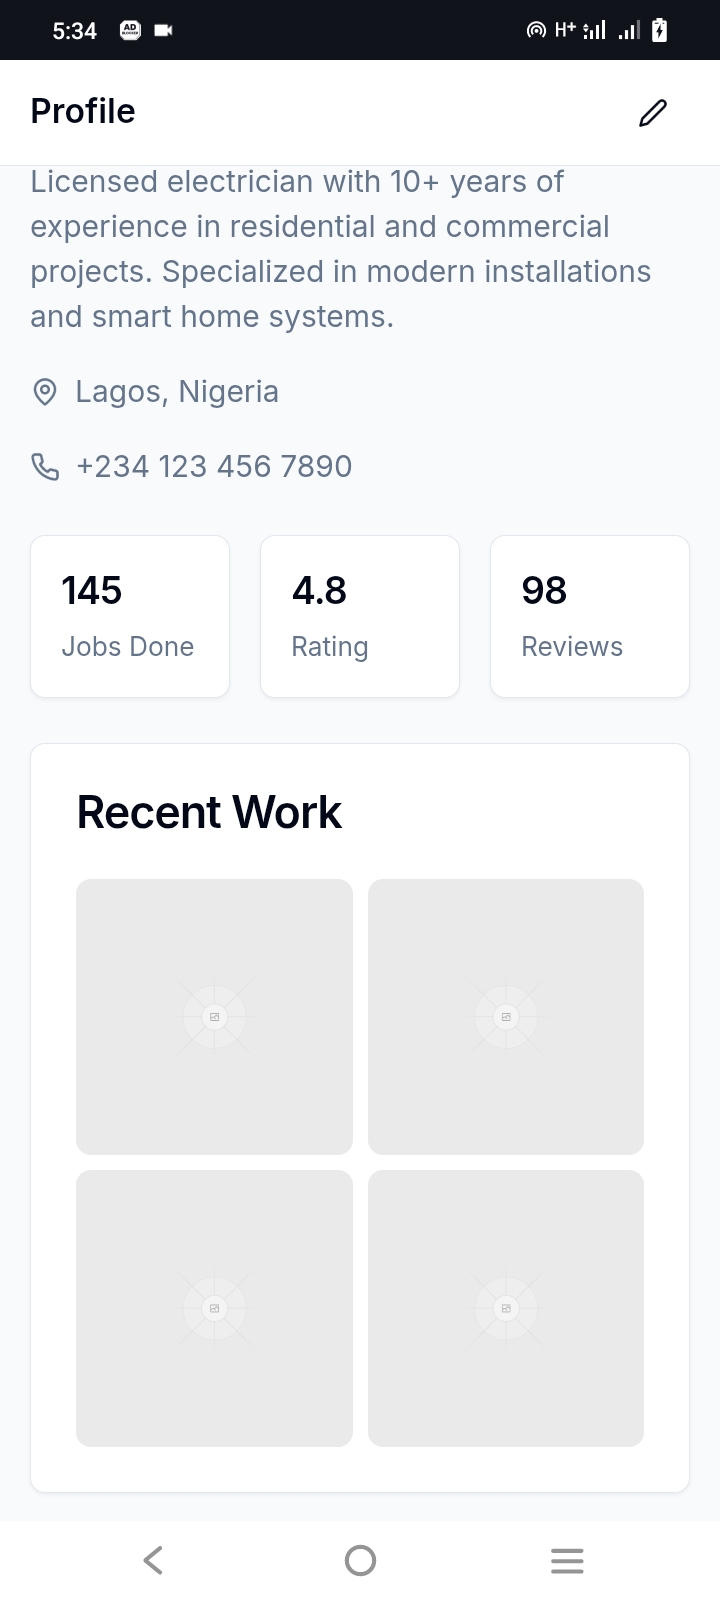 5:34
AD
BLOCKER
H+
Profile
Licensed electrician with 10+ years of
experience in residential and commercial
projects. Specialized in modern installations
and smart home systems.
Lagos, Nigeria
+234 123 456 7890
145
4.8
98
Jobs Done
Rating
Reviews
Recent Work